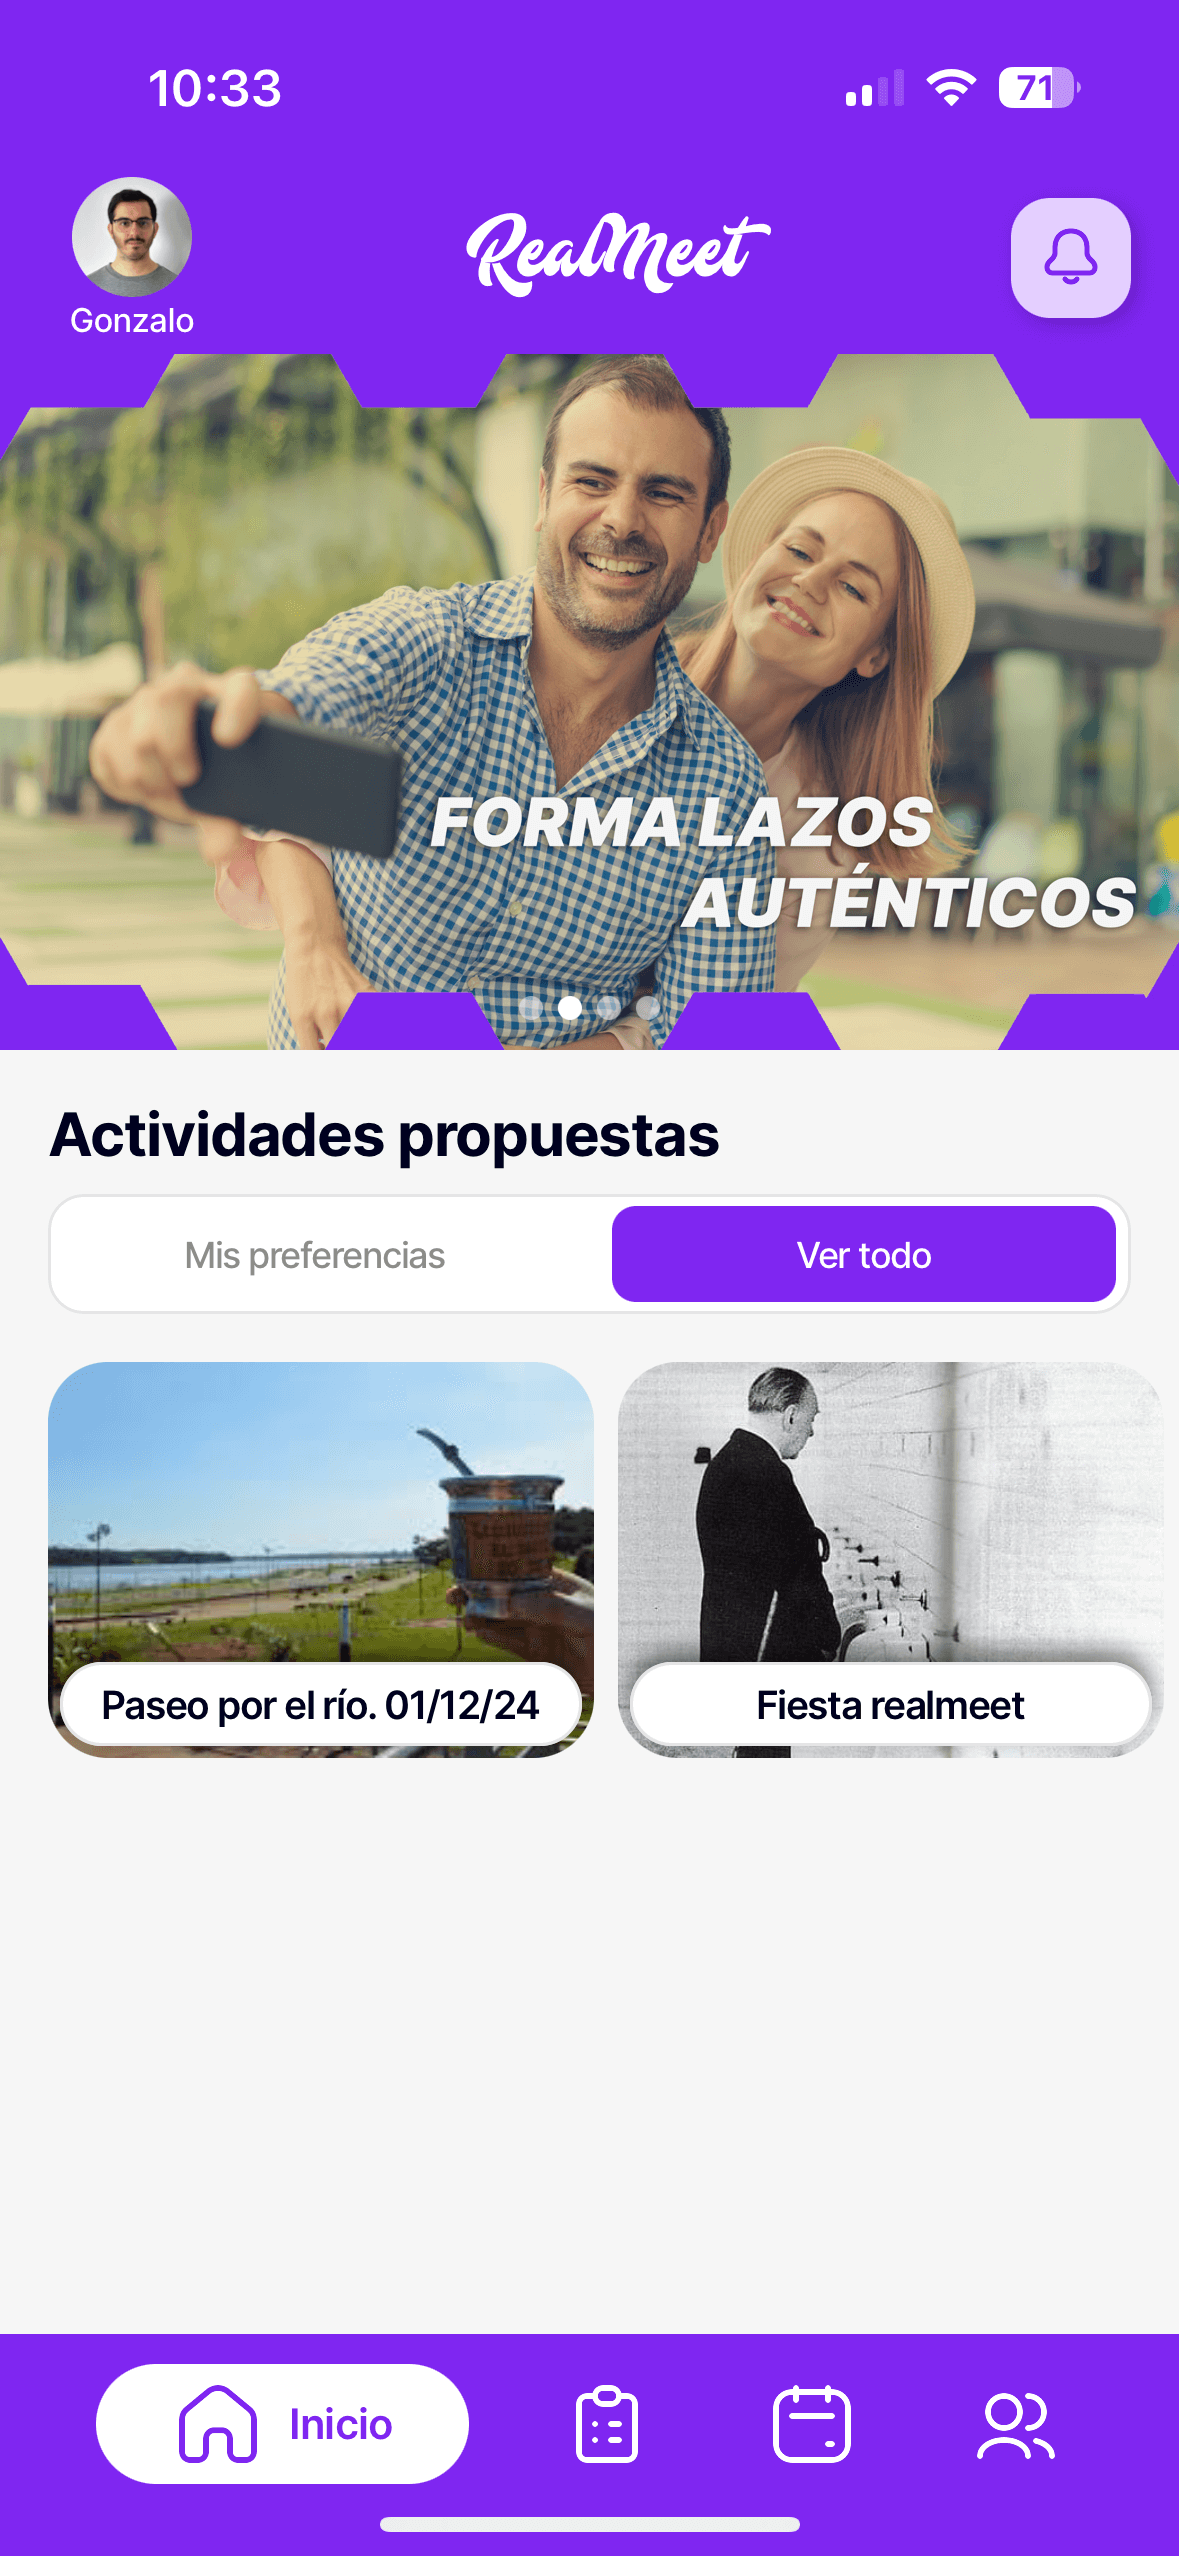 10:33
71
RealMeet
Gonzalo
FORMA LAZOS
AUTÉNTICOS
Actividades propuestas
Mis preferencias
Ver todo
Paseo por el río. 01/12/24
Fiesta realmeet
Inicio